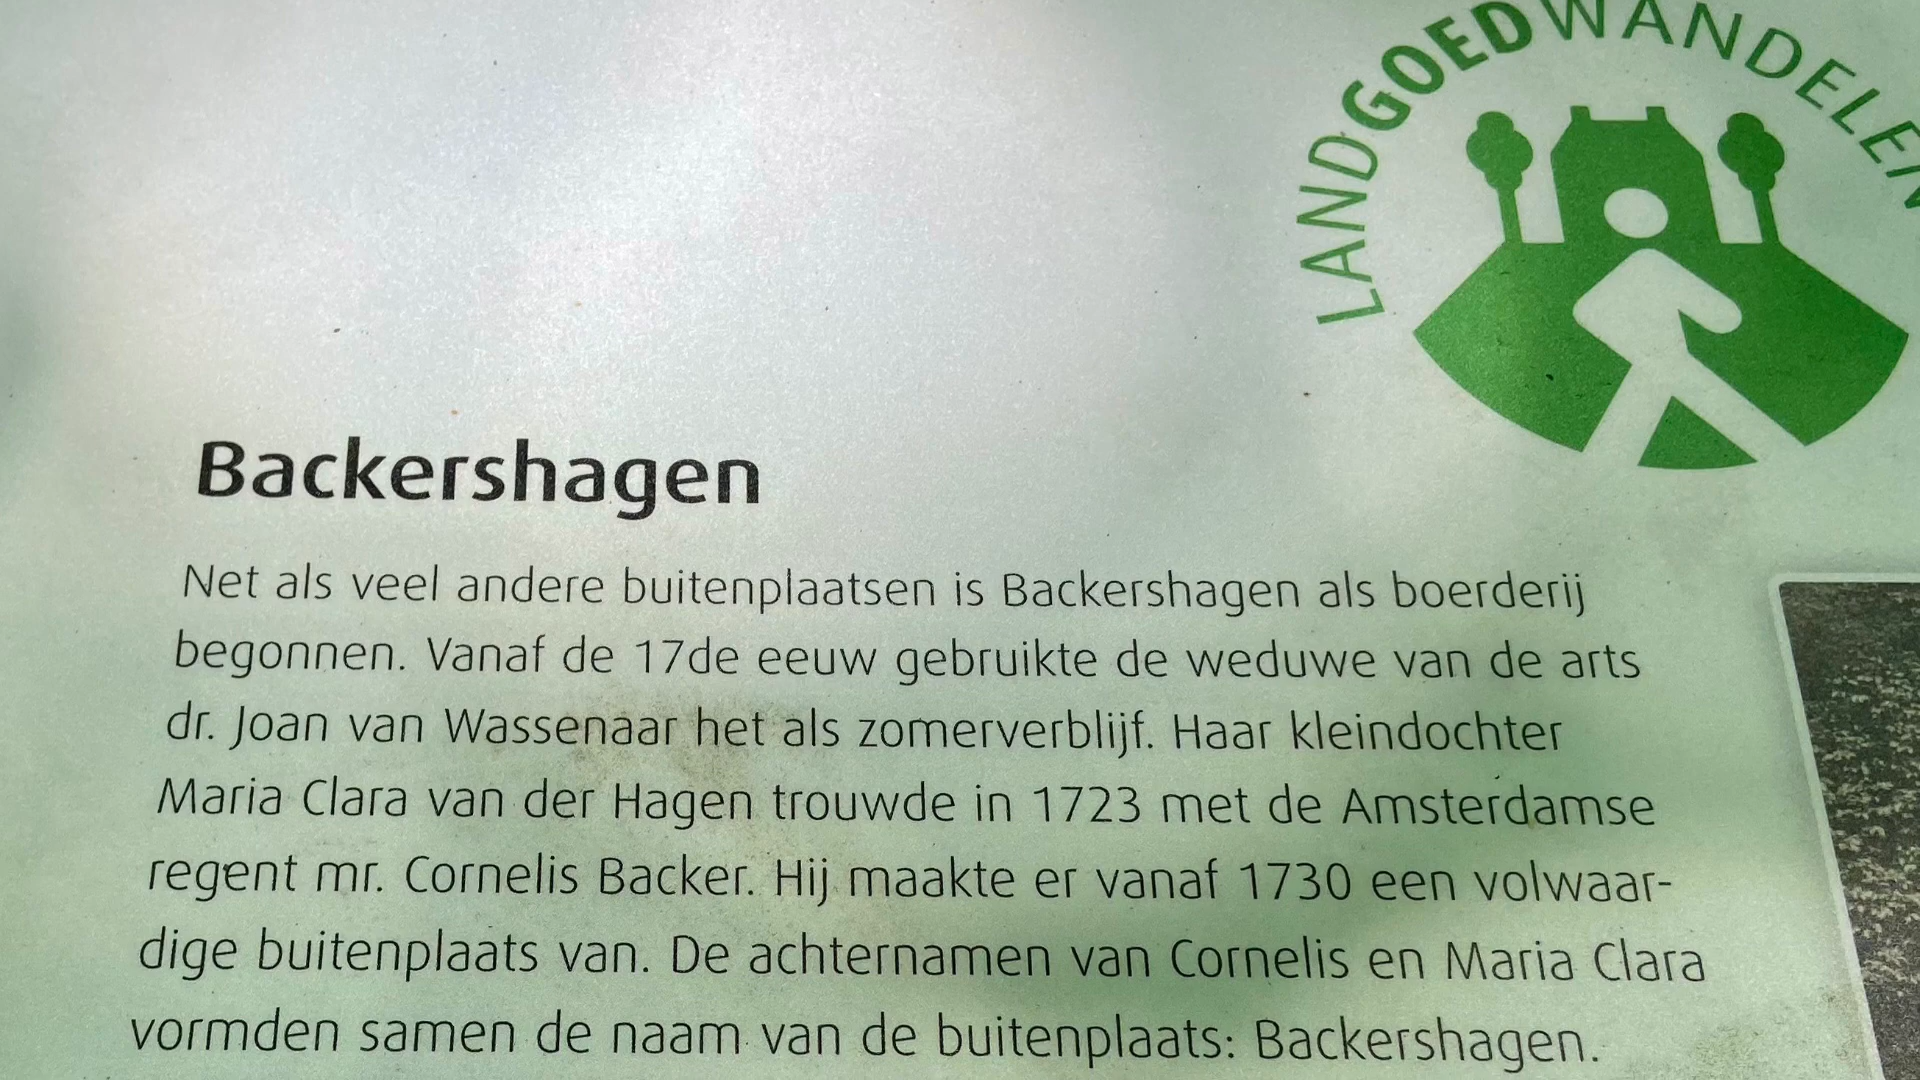 LANDGOEDWANDELEN
Backershagen
Net als veel andere buitenplaatsen is Backershagen als boerderij
begonnen. Vanaf de 17de eeuw gebruikte de weduwe van de arts
dr. Joan van Wassenaar het als zomerverblijf. Haar kleindochter
Maria Clara van der Hagen trouwde in 1723 met de Amsterdamse
regent mr. Cornelis Backer. Hij maakte er vanaf 1730 een volwaar-
dige buitenplaats van. De achternamen van Cornelis en Maria Clara
vormden samen de naam van de buitenplaats: Backershagen.